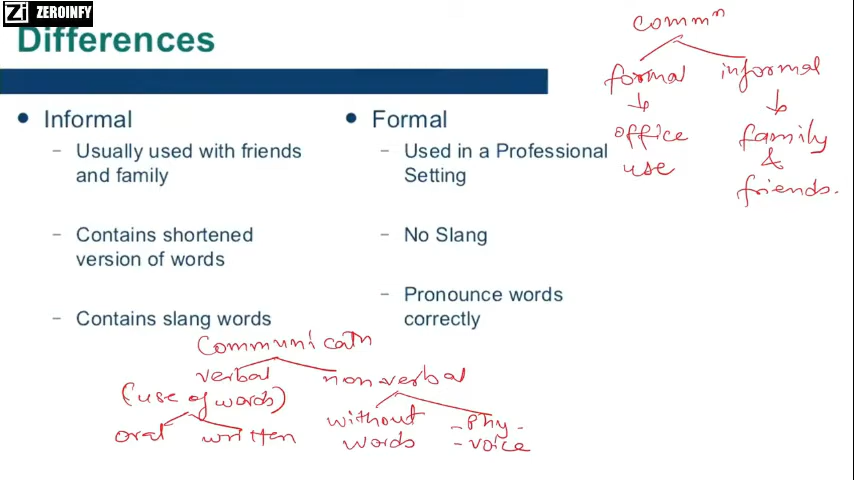 Zi ZEROINFY
Differences
Informal
- Usually used with friends
and family
- Contains shortened
version of words
- Contains slang words
Formal
- Used in a Professional
Setting
- No Slang
- Pronounce words
correctly
commⁿ
formal informal
office family
use &
friends.
Communicatn
verbal nonverbal
(use of words)
oral written
without
words
- Phy -
- voice